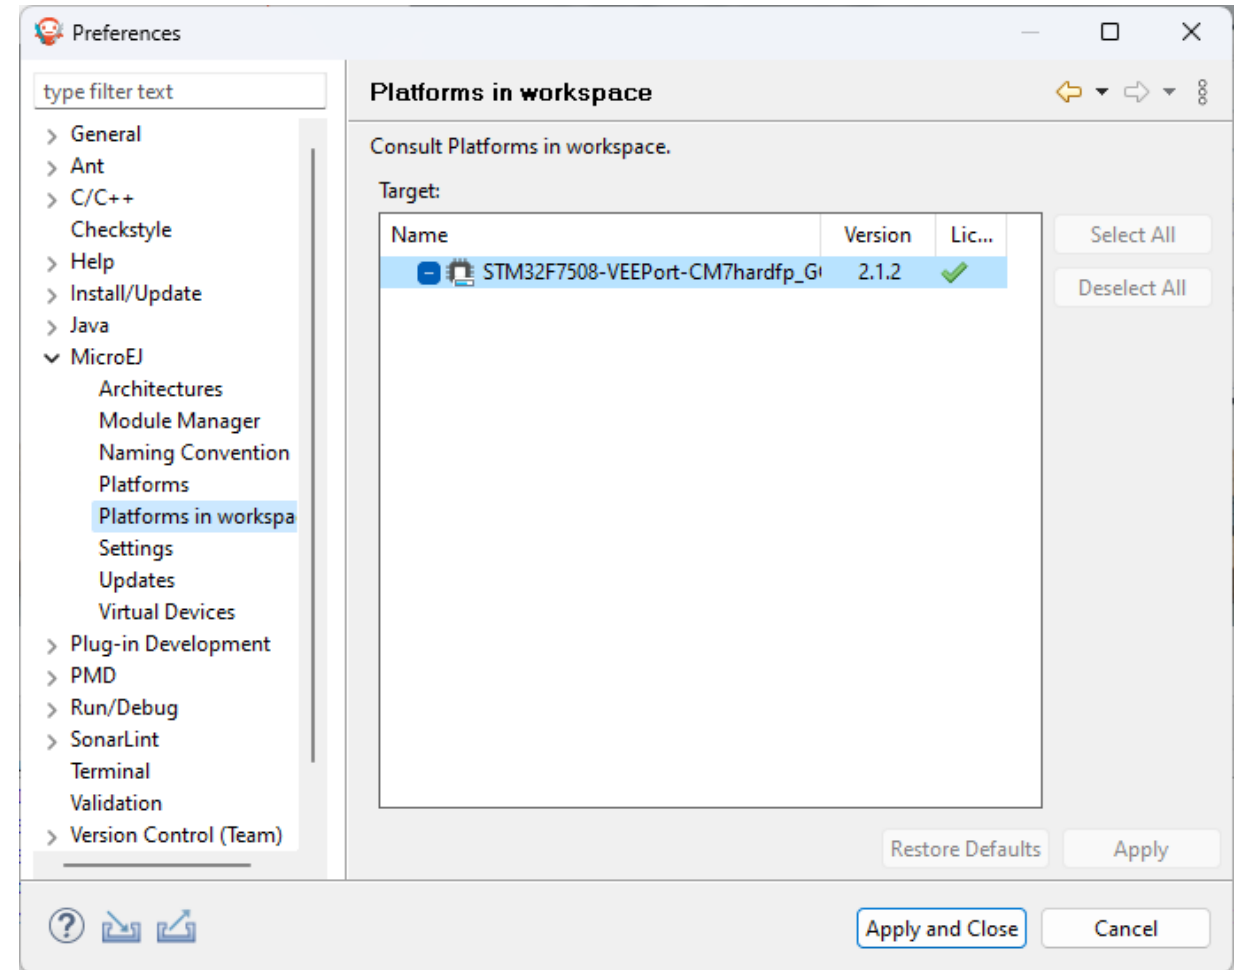 Preferences
type filter text
General
Ant
C/C++
Checkstyle
Help
Install/Update
Java
MicroEJ
Architectures
Module Manager
Naming Convention
Platforms
Platforms in workspa
Settings
Updates
Virtual Devices
Plug-in Development
PMD
Run/Debug
SonarLint
Terminal
Validation
Version Control (Team)
Platforms in workspace
Consult Platforms in workspace.
Target:
Name Version Lic...
STM32F7508-VEEPort-CM7hardfp_G 2.1.2
Select All
Deselect All
Restore Defaults Apply
? Apply and Close Cancel